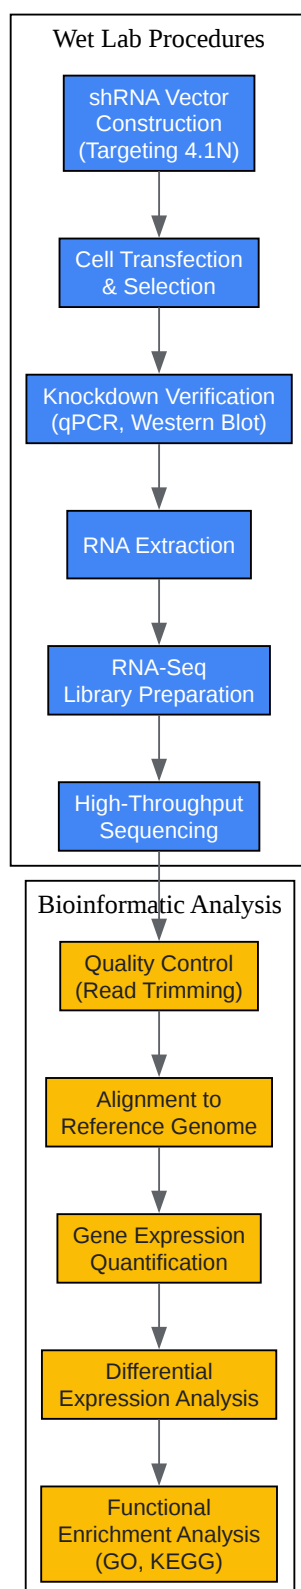 Wet Lab Procedures
shRNA Vector
Construction
(Targeting 4.1N)
Cell Transfection
& Selection
Knockdown Verification
(qPCR, Western Blot)
RNA Extraction
RNA-Seq
Library Preparation
High-Throughput
Sequencing
Bioinformatic Analysis
Quality Control
(Read Trimming)
Alignment to
Reference Genome
Gene Expression
Quantification
Differential
Expression Analysis
Functional
Enrichment Analysis
(GO, KEGG)